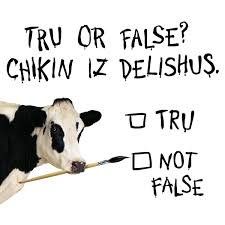 TRU OR FALSE?
CHIKIN IZ DELISHUS.
TRU
NOT
FALSE